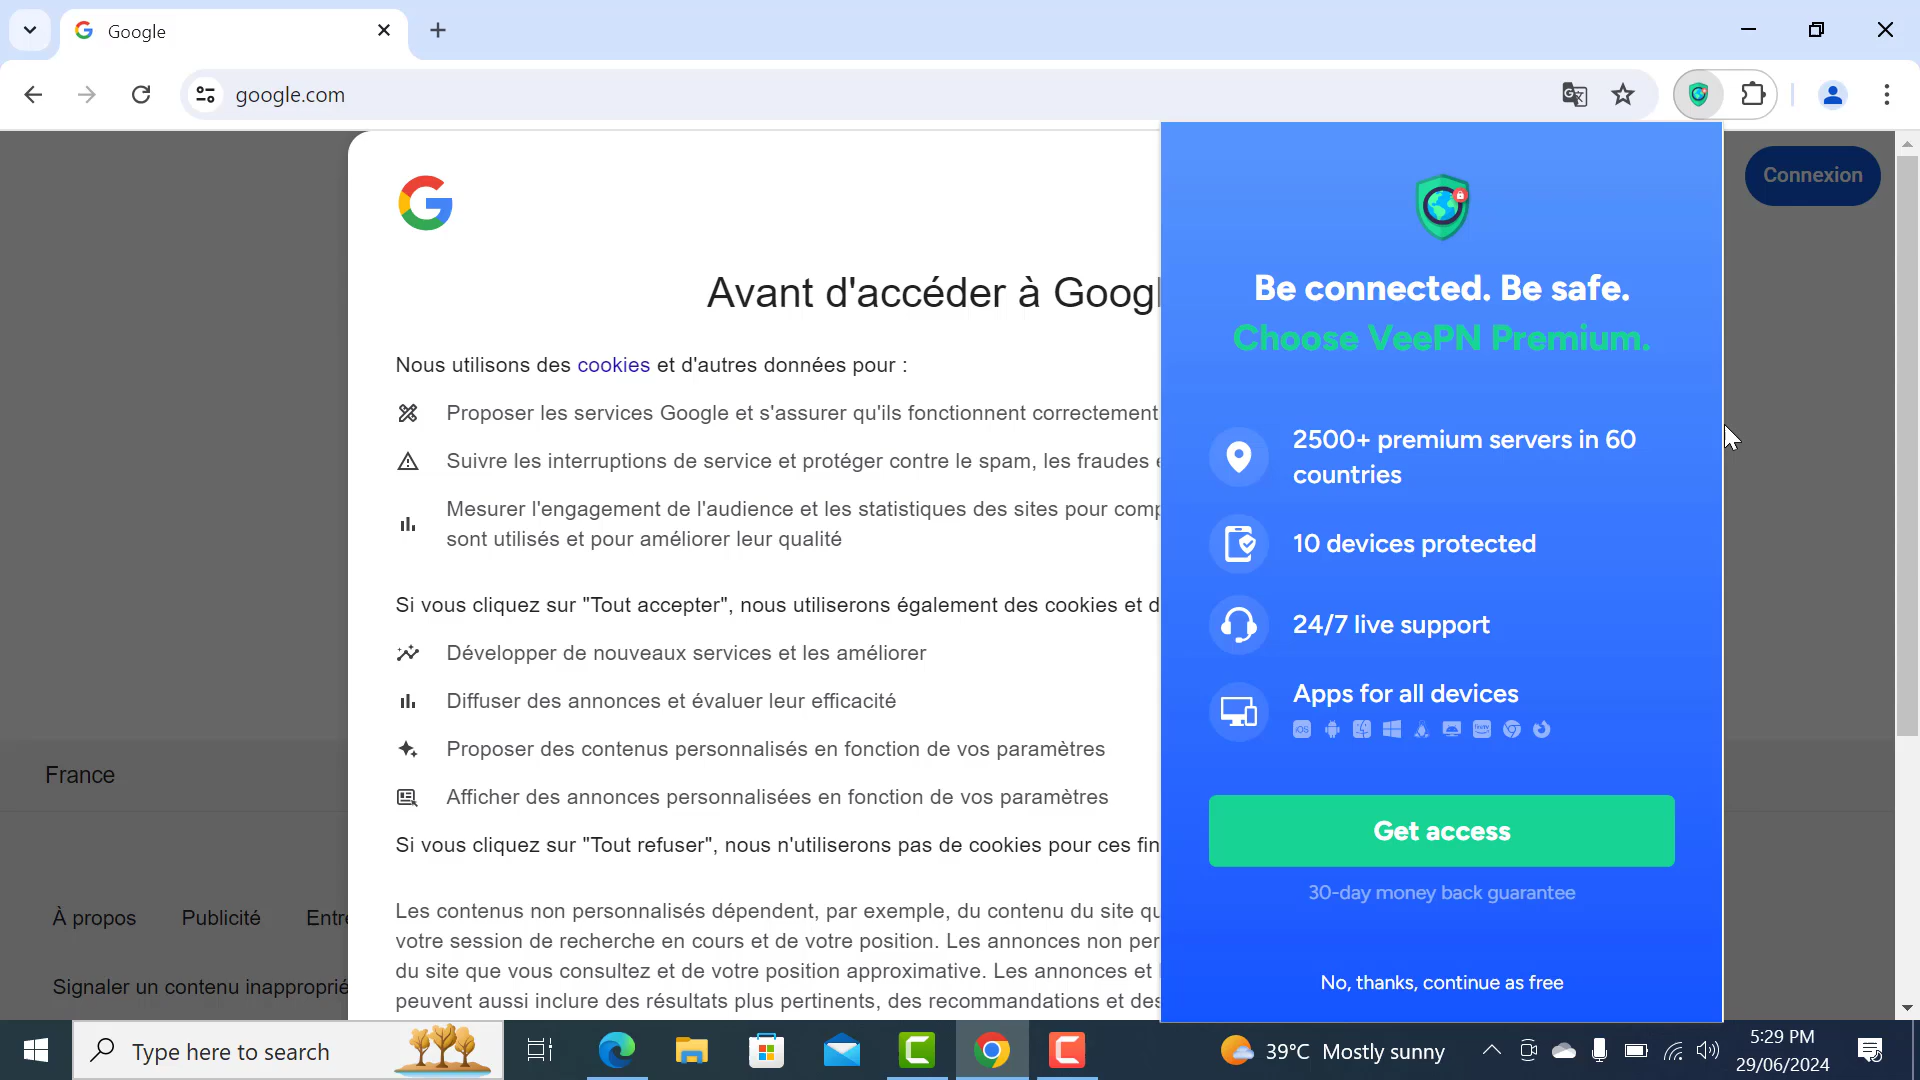 Google
google.com
Connexion
Avant d'accéder à Googl
Nous utilisons des cookies et d'autres données pour :
Proposer les services Google et s'assurer qu'ils fonctionnent correctement
Suivre les interruptions de service et protéger contre le spam, les fraudes
Mesurer l'engagement de l'audience et les statistiques des sites pour comp
sont utilisés et pour améliorer leur qualité
Si vous cliquez sur "Tout accepter", nous utiliserons également des cookies et d
Développer de nouveaux services et les améliorer
Diffuser des annonces et évaluer leur efficacité
Proposer des contenus personnalisés en fonction de vos paramètres
Afficher des annonces personnalisées en fonction de vos paramètres
Si vous cliquez sur "Tout refuser", nous n'utiliserons pas de cookies pour ces fin
Les contenus non personnalisés dépendent, par exemple, du contenu du site qu
votre session de recherche en cours et de votre position. Les annonces non per
du site que vous consultez et de votre position approximative. Les annonces et
peuvent aussi inclure des résultats plus pertinents, des recommandations et des
France
À propos
Publicité
Entre
Signaler un contenu inapproprié
Be connected. Be safe.
Choose VeePN Premium.
2500+ premium servers in 60
countries
10 devices protected
24/7 live support
Apps for all devices
iOS
Get access
30-day money back guarantee
No, thanks, continue as free
Type here to search
39°C Mostly sunny
5:29 PM
29/06/2024